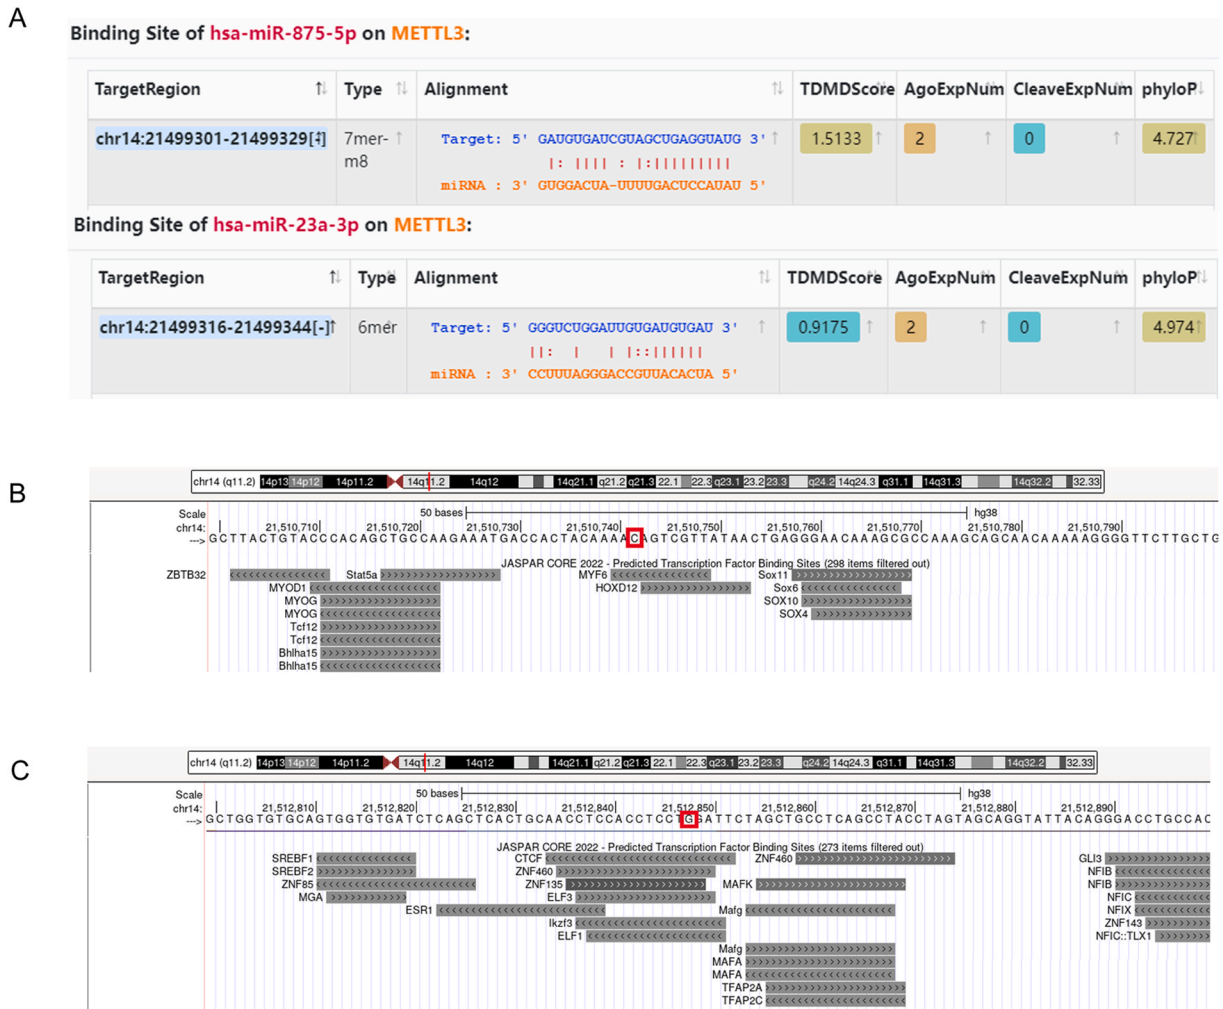 A
Binding Site of hsa-miR-875-5p on METTL3:
TargetRegion Type Alignment TDMDScore AgoExpNum CleaveExpNum phyloP
chr14:21499301-21499329[-] 7mer-m8 Target: 5' GAUGUGAUCGUAGCUGAGGUAUG 3' 1.5133 2 0 4.727
miRNA : 3' GUGGACUA-UUUUGACUCCAUAU 5'
Binding Site of hsa-miR-23a-3p on METTL3:
TargetRegion Type Alignment TDMDScore AgoExpNum CleaveExpNum phyloP
chr14:21499316-21499344[-] 6mer Target: 5' GGGUCUGGAUUGUGAUGUGAU 3' 0.9175 2 0 4.974
miRNA : 3' CCUUUAGGGACCGUUACACUA 5'
B
chr14 (q11.2) 14p13 14p12 14p11.2 14q11.2 14q12 14q21.1 q21.2 q21.3 22.1 22.3 q23.1 23.2 23.3 q24.2 14q24.3 q31.1 14q31.3 14q32.2 32.33
Scale 50 bases hg38
chr14: 21,510,710 21,510,720 21,510,730 21,510,740 21,510,750 21,510,760 21,510,770 21,510,780 21,510,790
---> GCTTACTGTACCCACAGCTGCCAAGAAATGACCACTACAAAACAGTCGTTATAACTGAGGGAACAAAGCGCCAAAGCAGCAACAAAAAGGGGTTCTTGCTG
JASPAR CORE 2022 - Predicted Transcription Factor Binding Sites (298 items filtered out)
ZBTB32 Stat5a MYF6 Sox11
MYOD1 HOXD12 Sox6
MYOG SOX10
MYOG SOX4
Tcf12
Tcf12
Bhlha15
Bhlha15
C
chr14 (q11.2) 14p13 14p12 14p11.2 14q11.2 14q12 14q21.1 q21.2 q21.3 22.1 22.3 q23.1 23.2 23.3 q24.2 14q24.3 q31.1 14q31.3 14q32.2 32.33
Scale 50 bases hg38
chr14: 21,512,810 21,512,820 21,512,830 21,512,840 21,512,850 21,512,860 21,512,870 21,512,880 21,512,890
---> GCTGGTGTGCAGTGGTGTGATCTCAGCTCACTGCAACCTCCACCTCCTGGATTCTAGCTGCCTCAGCCTACCTAGTAGCAGGTATTACAGGGACCTGCCAC
JASPAR CORE 2022 - Predicted Transcription Factor Binding Sites (273 items filtered out)
SREBF1 CTCF ZNF460 GLI3
SREBF2 ZNF460 NFIB
ZNF85 ZNF135 MAFK NFIB
MGA ELF3 NFIC
ESR1 Mafg NFIX
Ikzf3 ZNF143
ELF1 NFIC::TLX1
Mafg
MAFA
MAFA
TFAP2A
TFAP2C